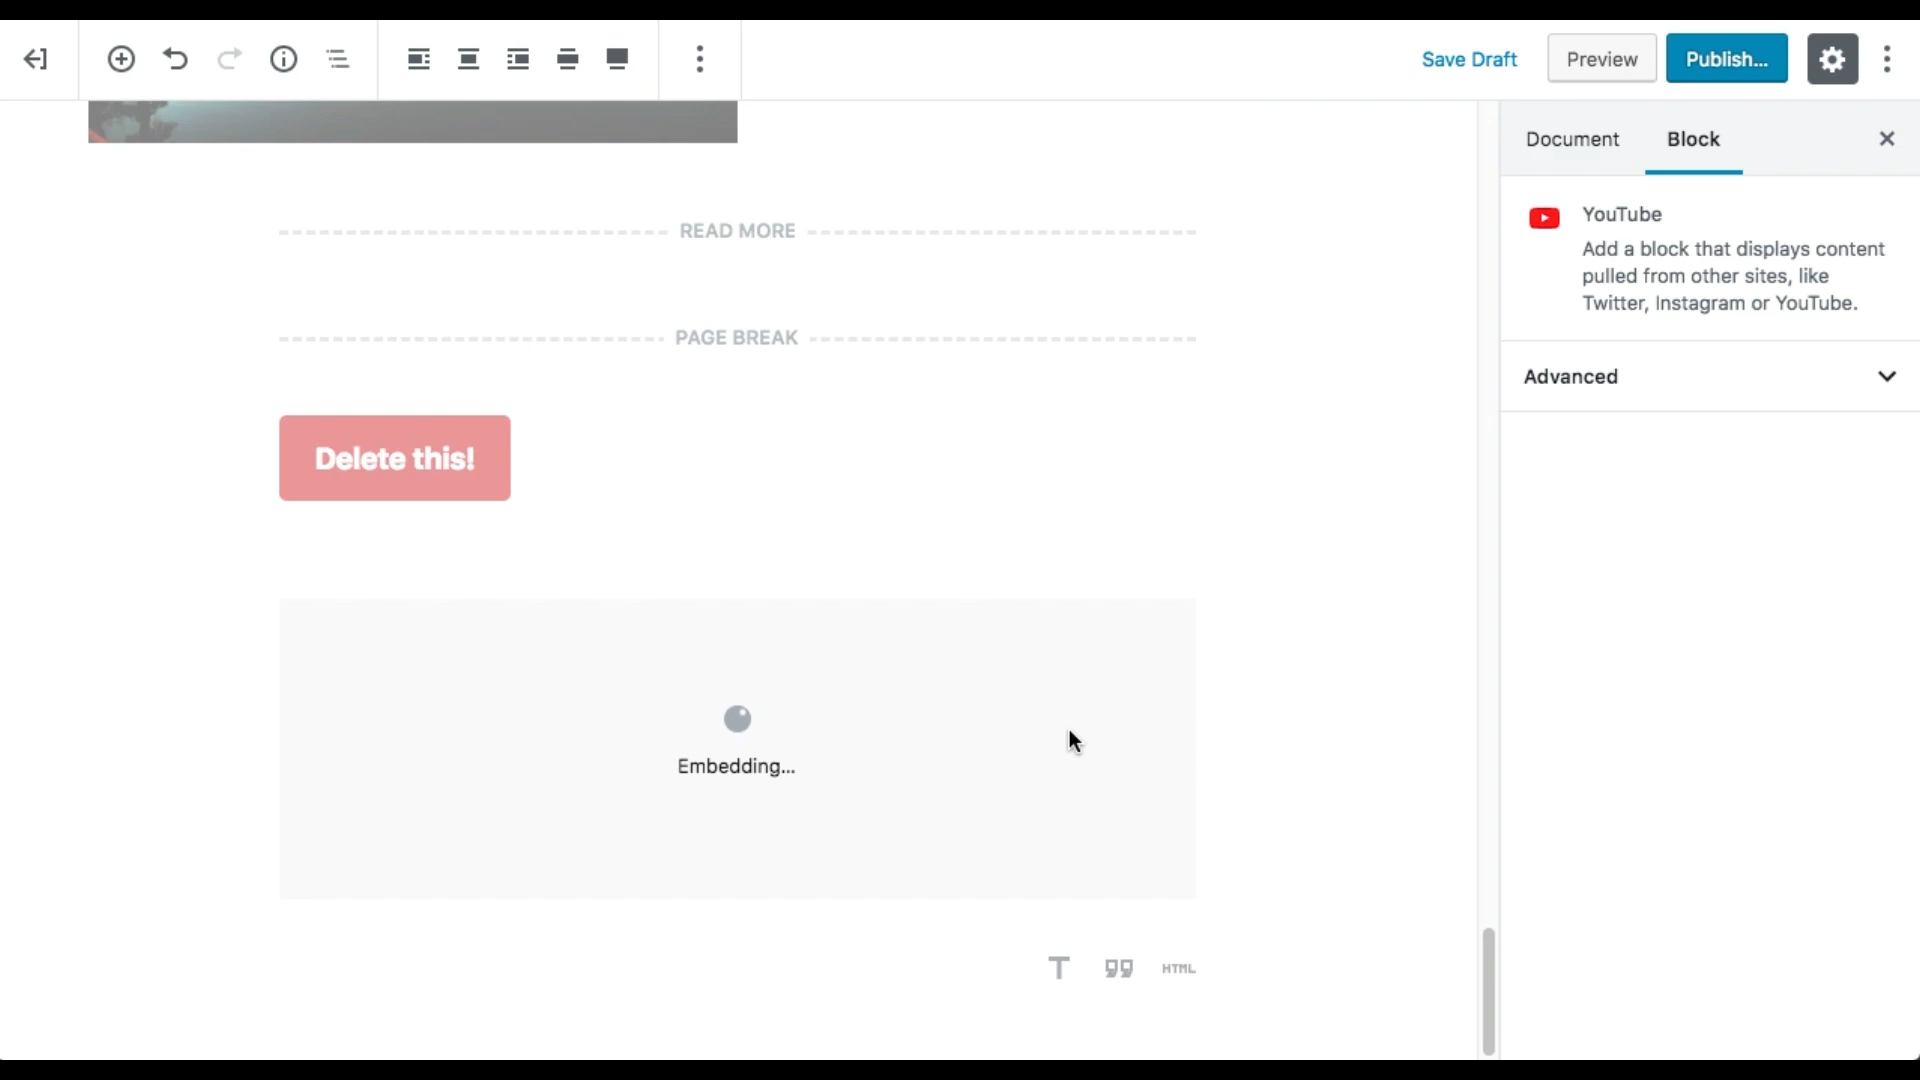 Save Draft
Preview
Publish...
Document
Block
YouTube
Add a block that displays content
pulled from other sites, like
Twitter, Instagram or YouTube.
Advanced
READ MORE
PAGE BREAK
Delete this!
Embedding...
HTML